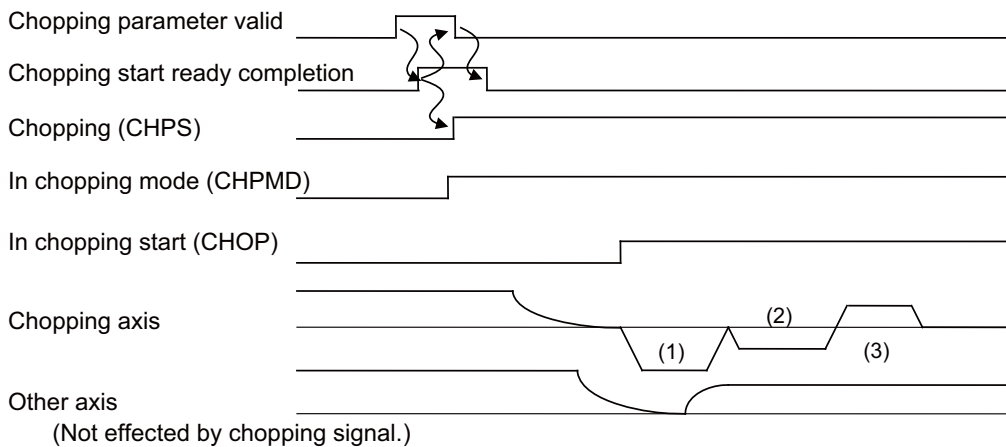 Chopping parameter valid
Chopping start ready completion
Chopping (CHPS)
In chopping mode (CHPMD)
In chopping start (CHOP)
Chopping axis
(1)
(2)
(3)
Other axis
(Not effected by chopping signal.)